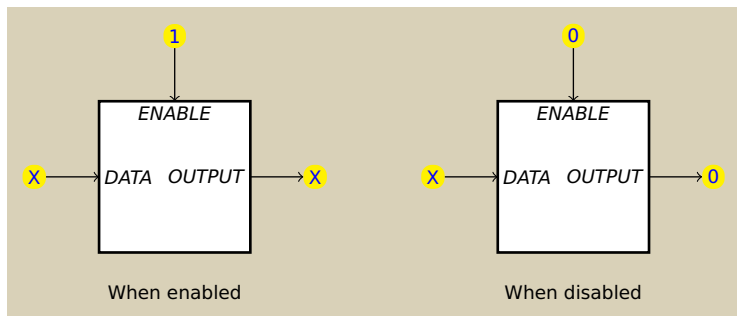 1
ENABLE
X DATA OUTPUT X
When enabled
0
ENABLE
X DATA OUTPUT 0
When disabled